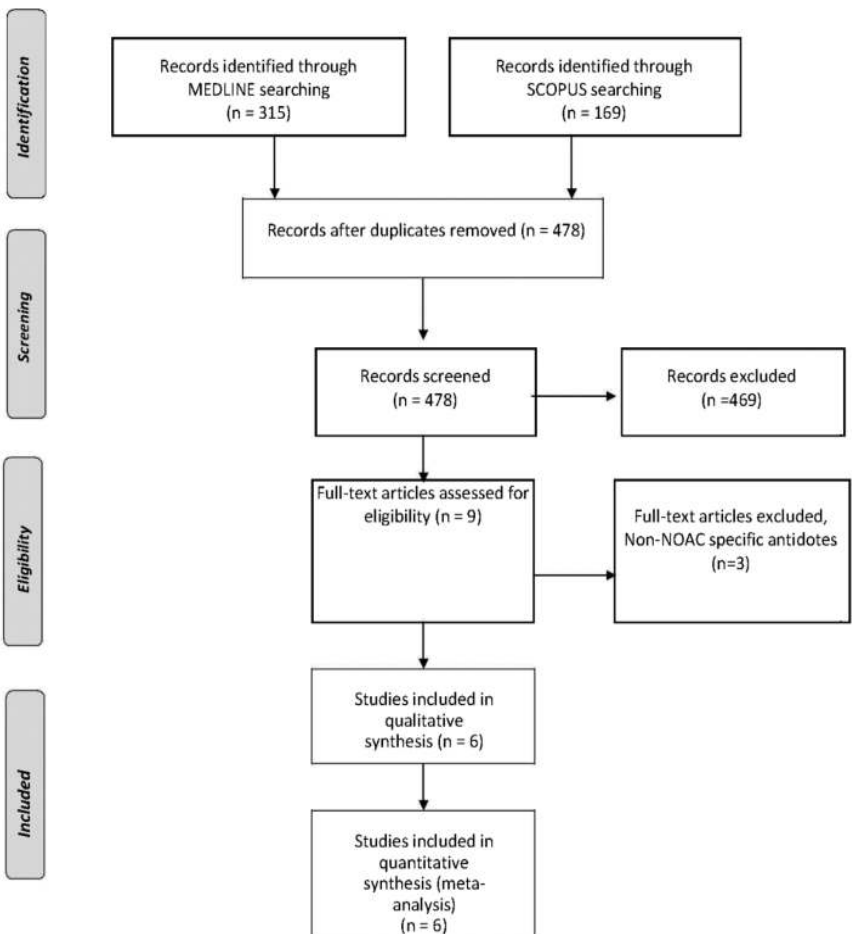 Identification
Records identified through
MEDLINE searching
(n = 315)
Records identified through
SCOPUS searching
(n = 169)
Records after duplicates removed (n = 478)
Screening
Records screened
(n = 478)
Records excluded
(n =469)
Eligibility
Full-text articles assessed for
eligibility (n = 9)
Full-text articles excluded,
Non-NOAC specific antidotes
(n=3)
Studies included in
qualitative
synthesis (n = 6)
Included
Studies included in
quantitative
synthesis (meta-
analysis)
(n = 6)